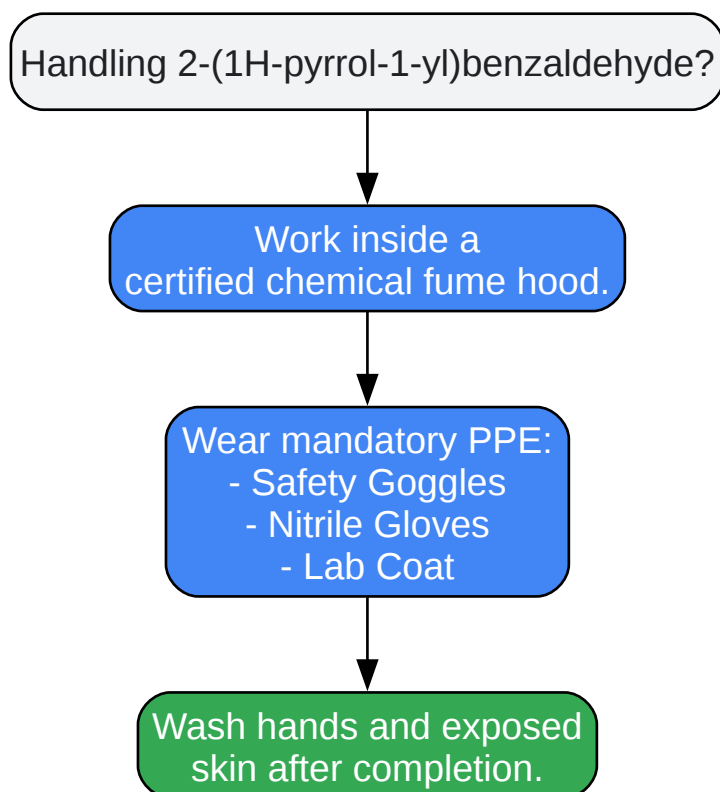 Handling 2-(1H-pyrrol-1-yl)benzaldehyde?
Work inside a
certified chemical fume hood.
Wear mandatory PPE:
- Safety Goggles
- Nitrile Gloves
- Lab Coat
Wash hands and exposed
skin after completion.